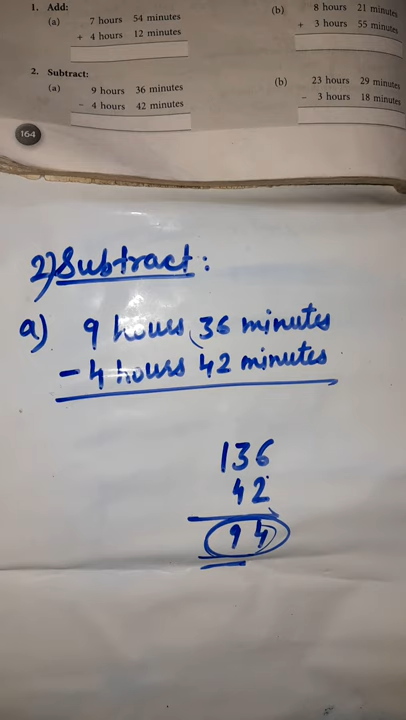 1. Add:
(a) 7 hours 54 minutes
+ 4 hours 12 minutes
(b) 8 hours 21 minutes
+ 3 hours 55 minutes
2. Subtract:
(a) 9 hours 36 minutes
− 4 hours 42 minutes
(b) 23 hours 29 minutes
− 3 hours 18 minutes
164
2) Subtract:
a) 9 hours 36 minutes
− 4 hours 42 minutes
136
42
94